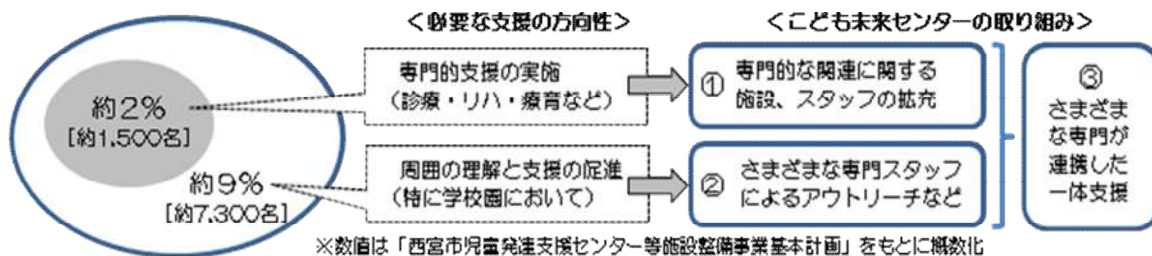 ＜必要な支援の方向性＞
＜こども未来センターの取り組み＞
約2％
[約1,500名]
約9％
[約7,300名]
専門的支援の実施
（診療・リハ・療育など）
周囲の理解と支援の促進
（特に学校園において）
① 専門的な関連に関する
施設、スタッフの拡充
② さまざまな専門スタッフ
によるアウトリーチなど
③
さまざま
な専門が
連携した
一体支援
※数値は「西宮市児童発達支援センター等施設整備事業基本計画」をもとに概数化